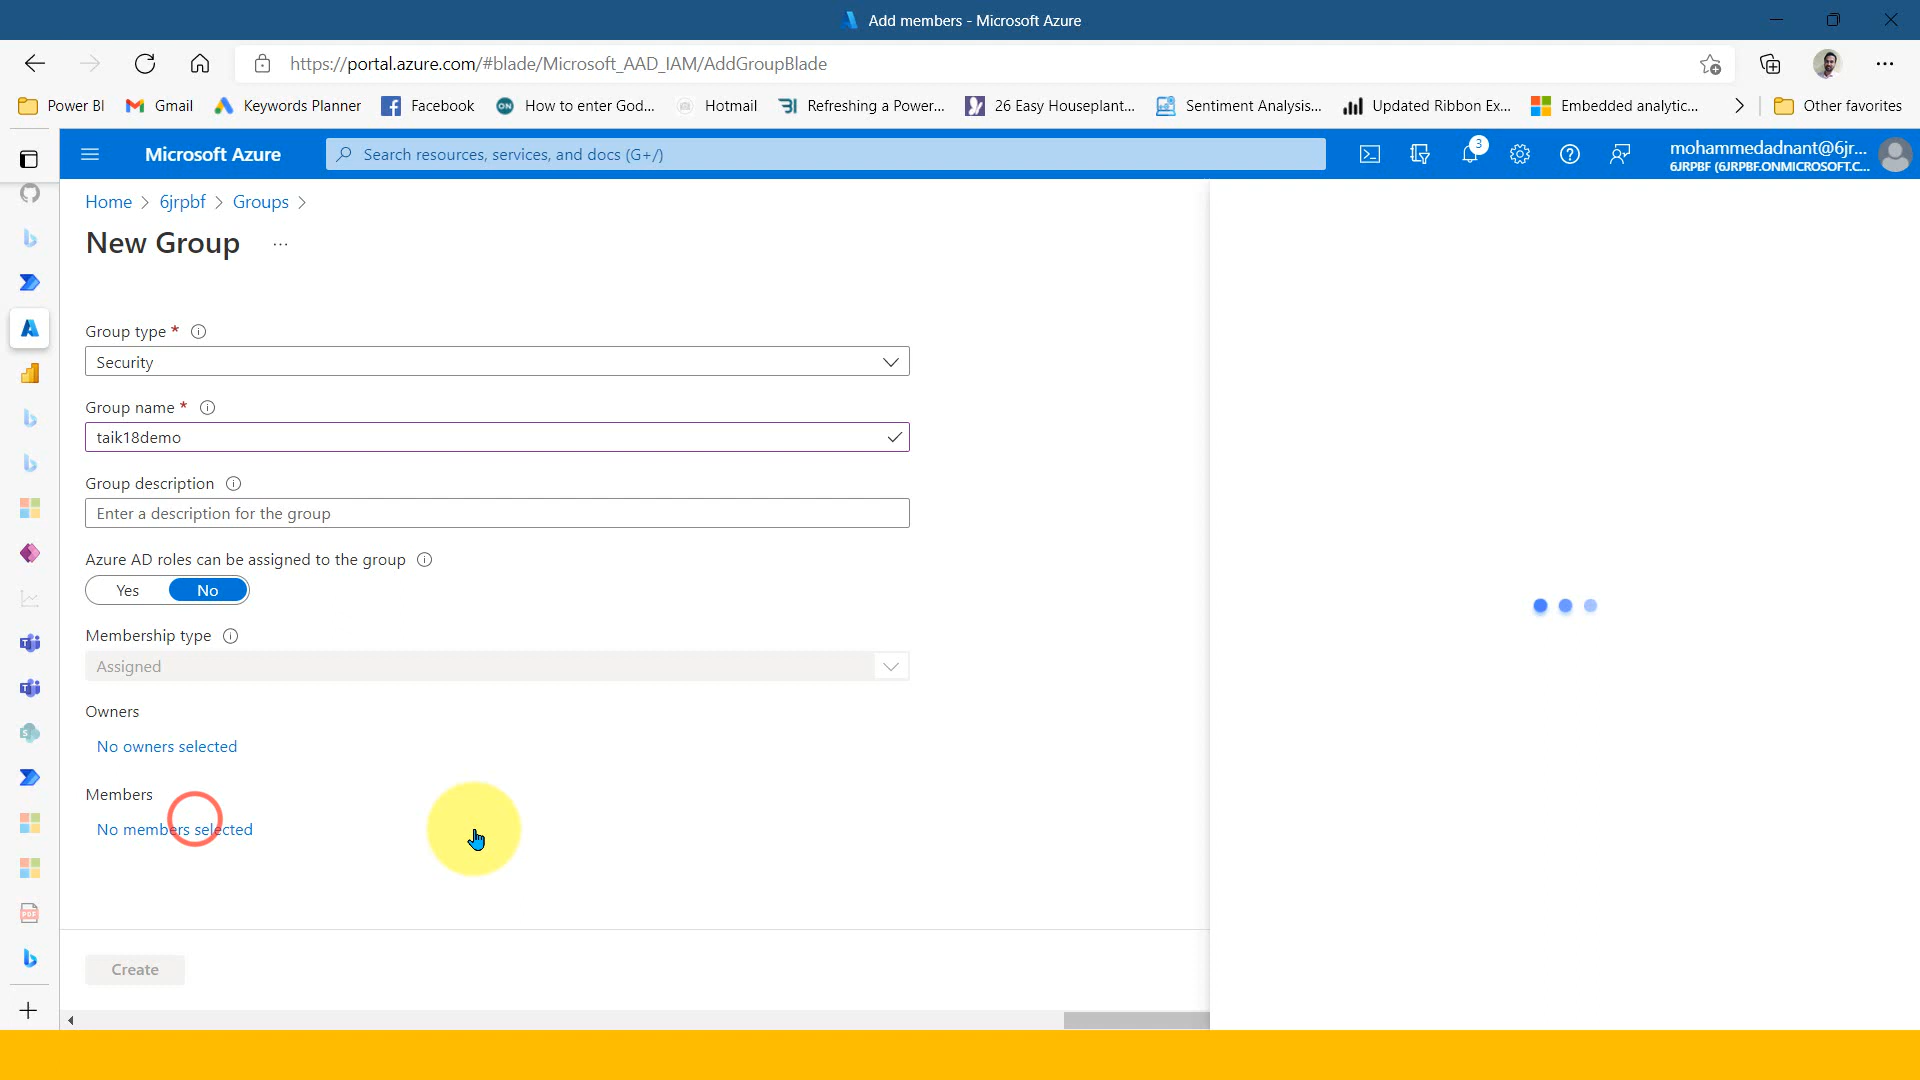 Add members - Microsoft Azure
https://portal.azure.com/#blade/Microsoft_AAD_IAM/AddGroupBlade
Power BI
Gmail
Keywords Planner
Facebook
ON
How to enter God...
Hotmail
Refreshing a Power...
26 Easy Houseplant...
Sentiment Analysis...
Updated Ribbon Ex...
Embedded analytic...
Other favorites
Microsoft Azure
Search resources, services, and docs (G+/)
3
mohammedadnant@6jr...
6JRPBF (6JRPBF.ONMICROSOFT.C...
Home > 6jrpbf > Groups >
New Group ...
Group type *
Security
Group name *
taik18demo
Group description
Enter a description for the group
Azure AD roles can be assigned to the group
Yes No
Membership type
Assigned
Owners
No owners selected
Members
No members selected
PDF
Create